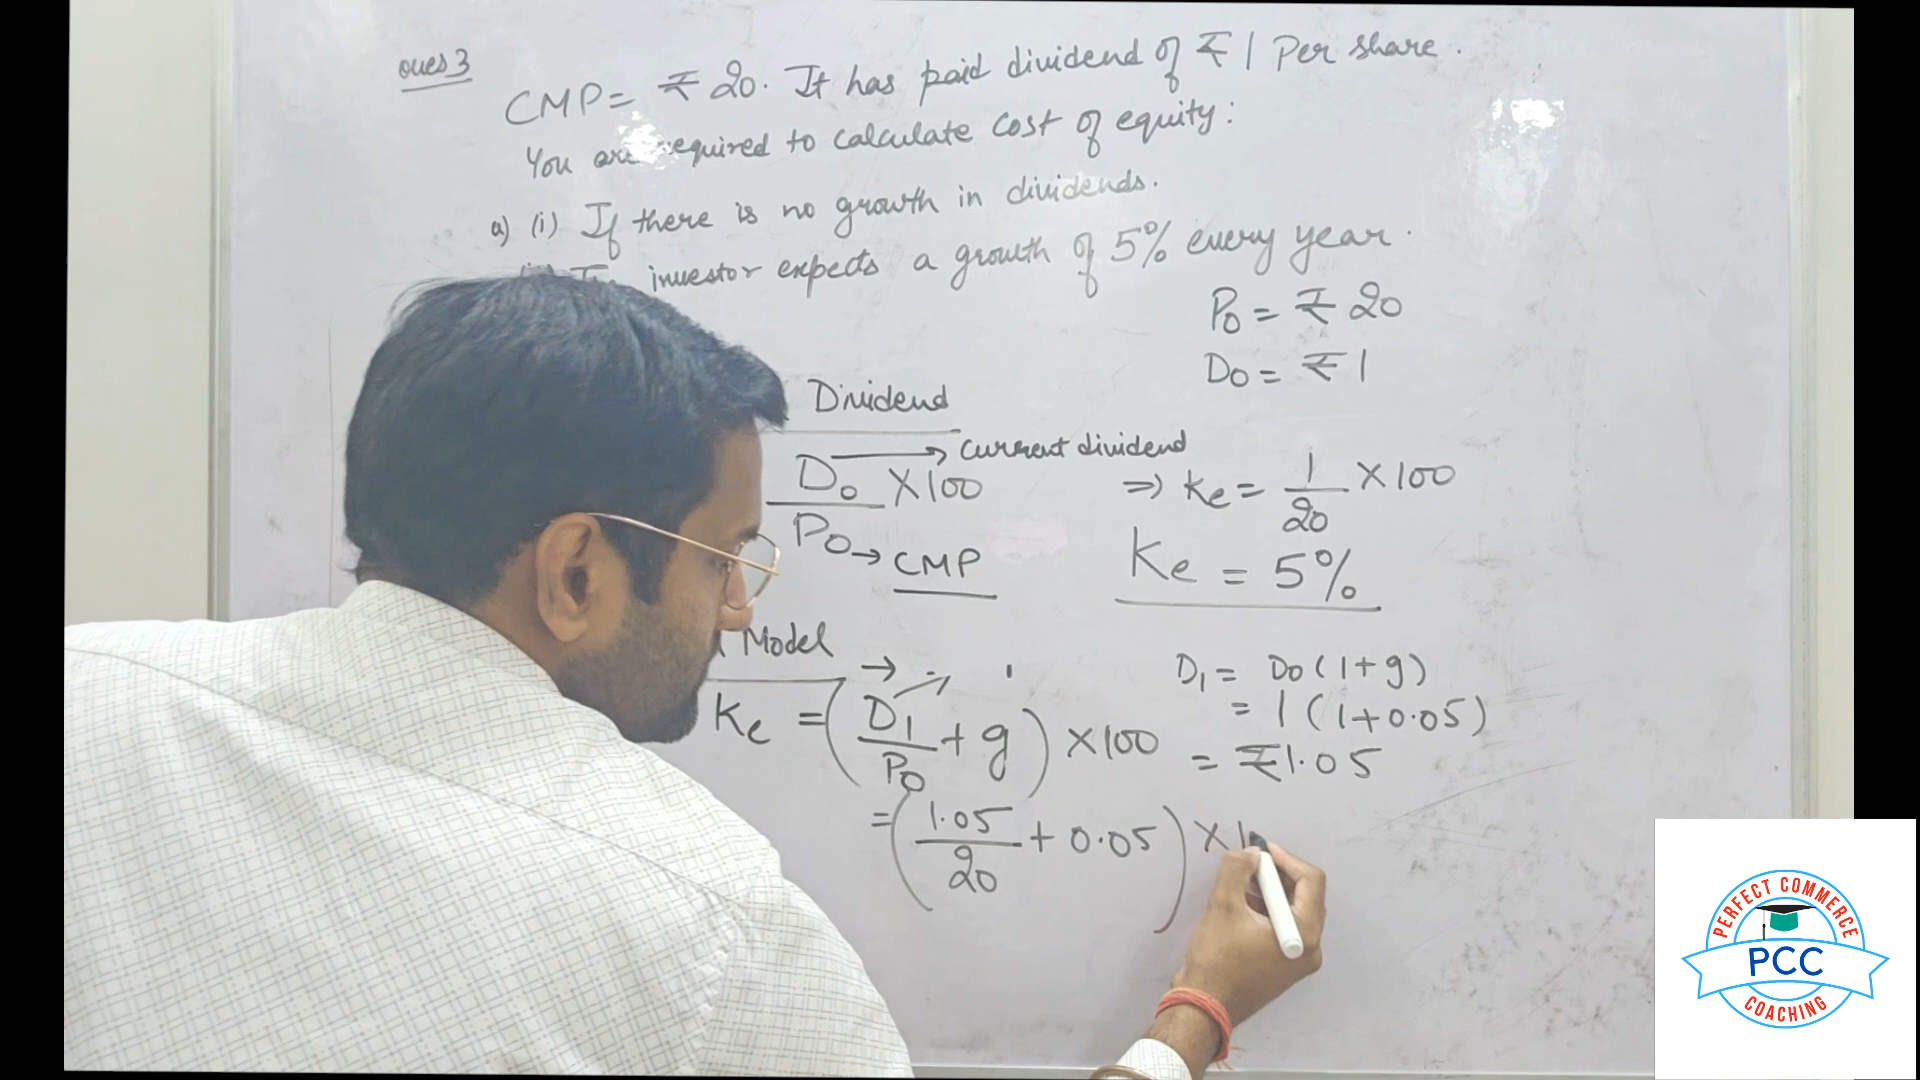 Ques 3
CMP = ₹ 20. It has paid dividend of ₹ 1 Per share.
You are required to calculate cost of equity:
a) (i) If there is no growth in dividends.
investor expects a growth of 5% every year.
P0 = ₹ 20
D0 = ₹ 1
Dividend
D0 X100 → Current dividend
P0 → CMP
⇒ Ke = 1/20 X100
Ke = 5%
Model
Ke = (D1/P0 + g) X100
= (1.05/20 + 0.05) X1
D1 = D0(1+g)
= 1(1+0.05)
= ₹1.05
PERFECT COMMERCE
PCC
COACHING